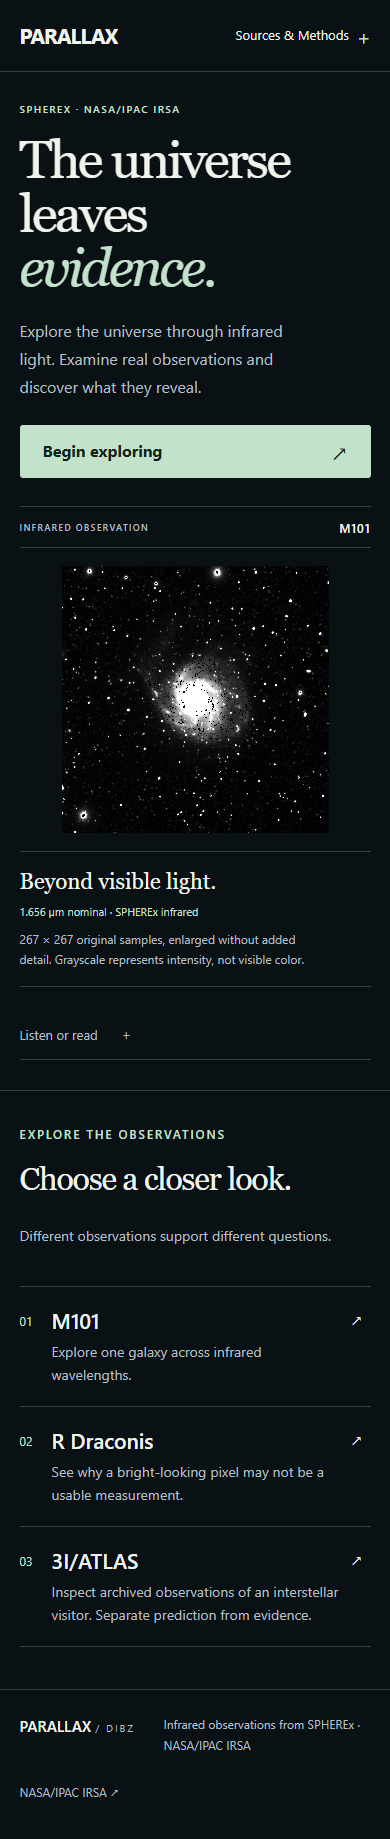 PARALLAX
Sources & Methods +
SPHEREX · NASA/IPAC IRSA
The universe
leaves
evidence.
Explore the universe through infrared
light. Examine real observations and
discover what they reveal.
Begin exploring ↗
INFRARED OBSERVATION
M101
Beyond visible light.
1.656 µm nominal · SPHEREx infrared
267 × 267 original samples, enlarged without added
detail. Grayscale represents intensity, not visible color.
Listen or read +
EXPLORE THE OBSERVATIONS
Choose a closer look.
Different observations support different questions.
01 M101 ↗
Explore one galaxy across infrared
wavelengths.
02 R Draconis ↗
See why a bright-looking pixel may not be a
usable measurement.
03 3I/ATLAS ↗
Inspect archived observations of an interstellar
visitor. Separate prediction from evidence.
PARALLAX / DIBZ
Infrared observations from SPHEREx ·
NASA/IPAC IRSA
NASA/IPAC IRSA ↗